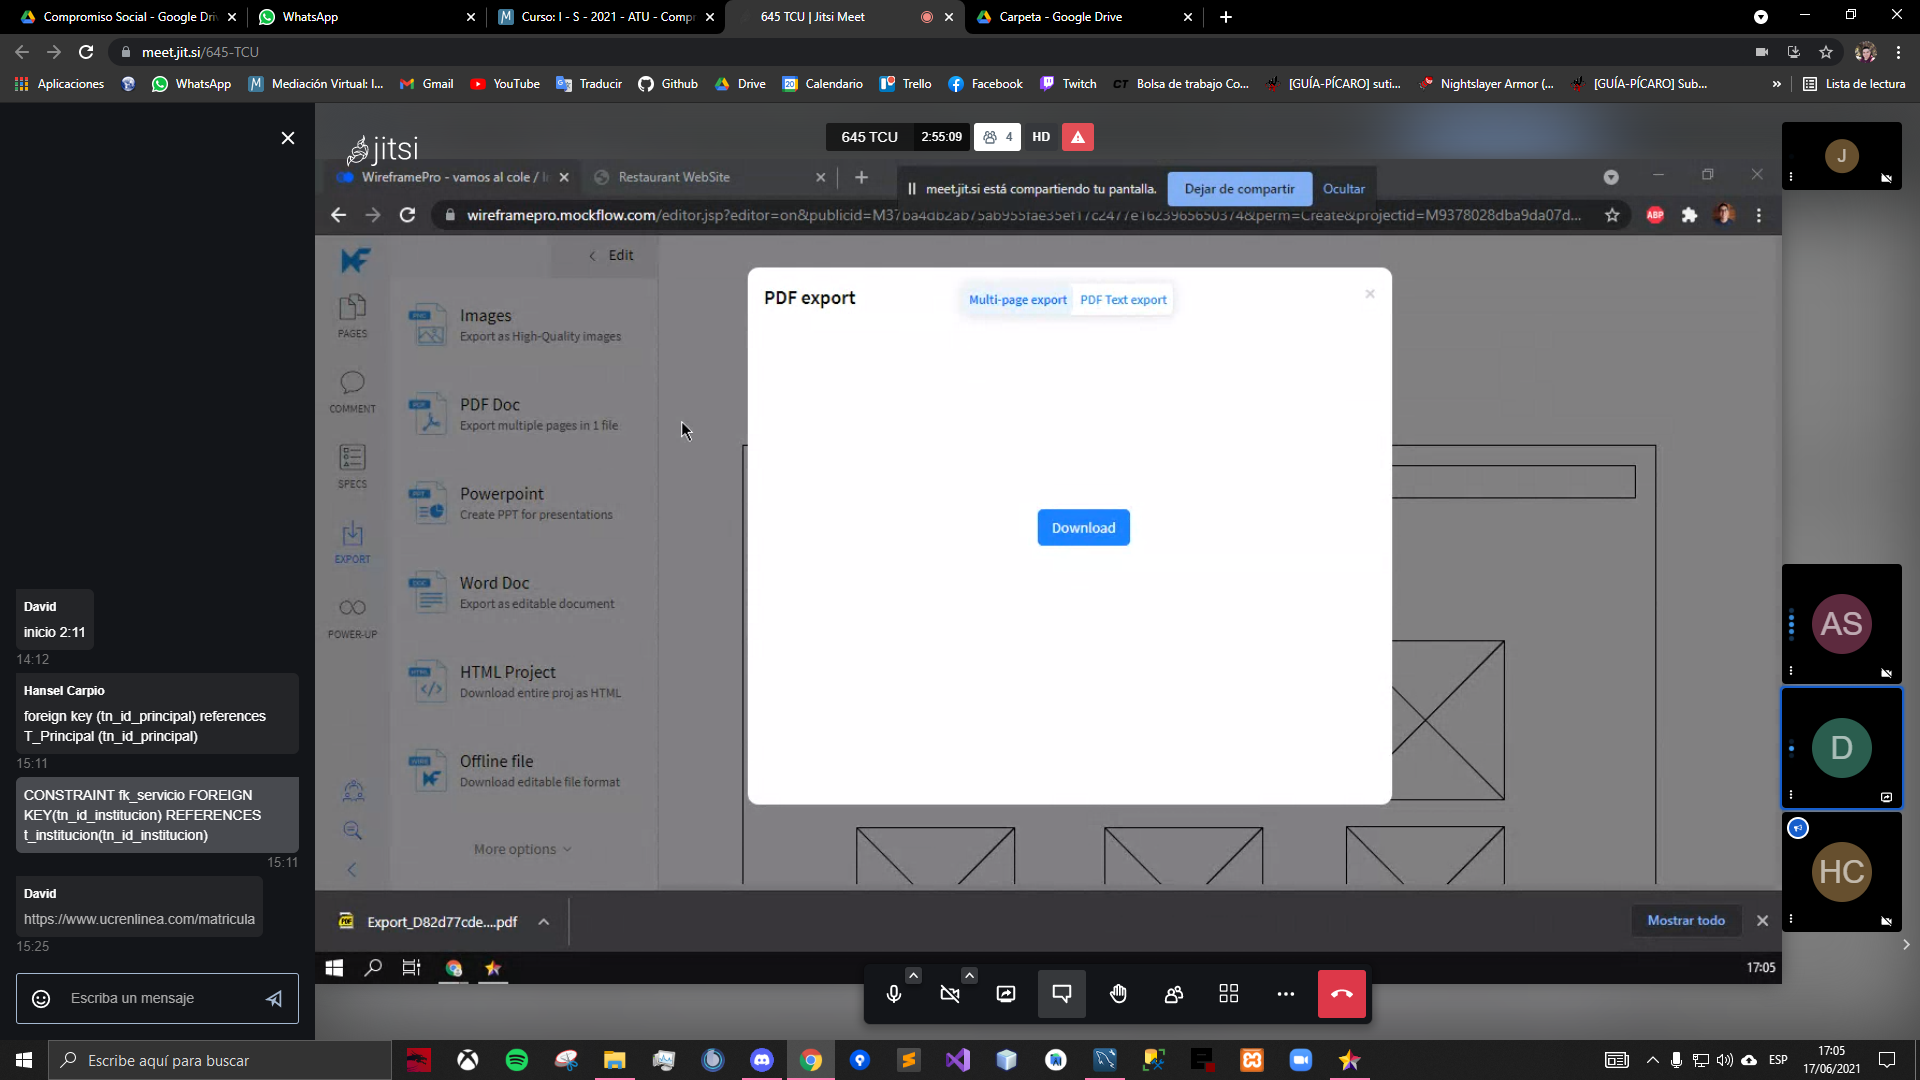 Compromiso Social - Google Dri
WhatsApp
Curso: I - S - 2021 - ATU - Compr
645 TCU | Jitsi Meet
Carpeta - Google Drive
meet.jit.si/645-TCU
Aplicaciones
WhatsApp
Mediación Virtual: I...
Gmail
YouTube
Traducir
Github
Drive
Calendario
Trello
Facebook
Twitch
Bolsa de trabajo Co...
[GUÍA-PÍCARO] suti...
Nightslayer Armor (...
[GUÍA-PÍCARO] Sub...
»
Lista de lectura
jitsi
645 TCU
2:55:09
4
HD
WireframePro - vamos al cole / I
Restaurant WebSite
meet.jit.si está compartiendo tu pantalla.
Dejar de compartir
Ocultar
wireframepro.mockflow.com/editor.jsp?editor=on&publicid=M37ba4db2ab75ab955fae35ef17c2477e1623965650374&perm=Create&projectid=M9378028dba9da07d...
ABP
Edit
PAGES
COMMENT
SPECS
EXPORT
POWER-UP
Images
Export as High-Quality images
PDF Doc
Export multiple pages in 1 file
Powerpoint
Create PPT for presentations
Word Doc
Export as editable document
HTML Project
Download entire proj as HTML
Offline file
Download editable file format
More options
PDF export
Multi-page export
PDF Text export
Download
Export_D82d77cde....pdf
Mostrar todo
17:05
J
AS
D
HC
David
inicio 2:11
14:12
Hansel Carpio
foreign key (tn_id_principal) references
T_Principal (tn_id_principal)
15:11
CONSTRAINT fk_servicio FOREIGN
KEY(tn_id_institucion) REFERENCES
t_institucion(tn_id_institucion)
15:11
David
https://www.ucrenlinea.com/matricula
15:25
Escriba un mensaje
Escribe aquí para buscar
ESP
17:05
17/06/2021